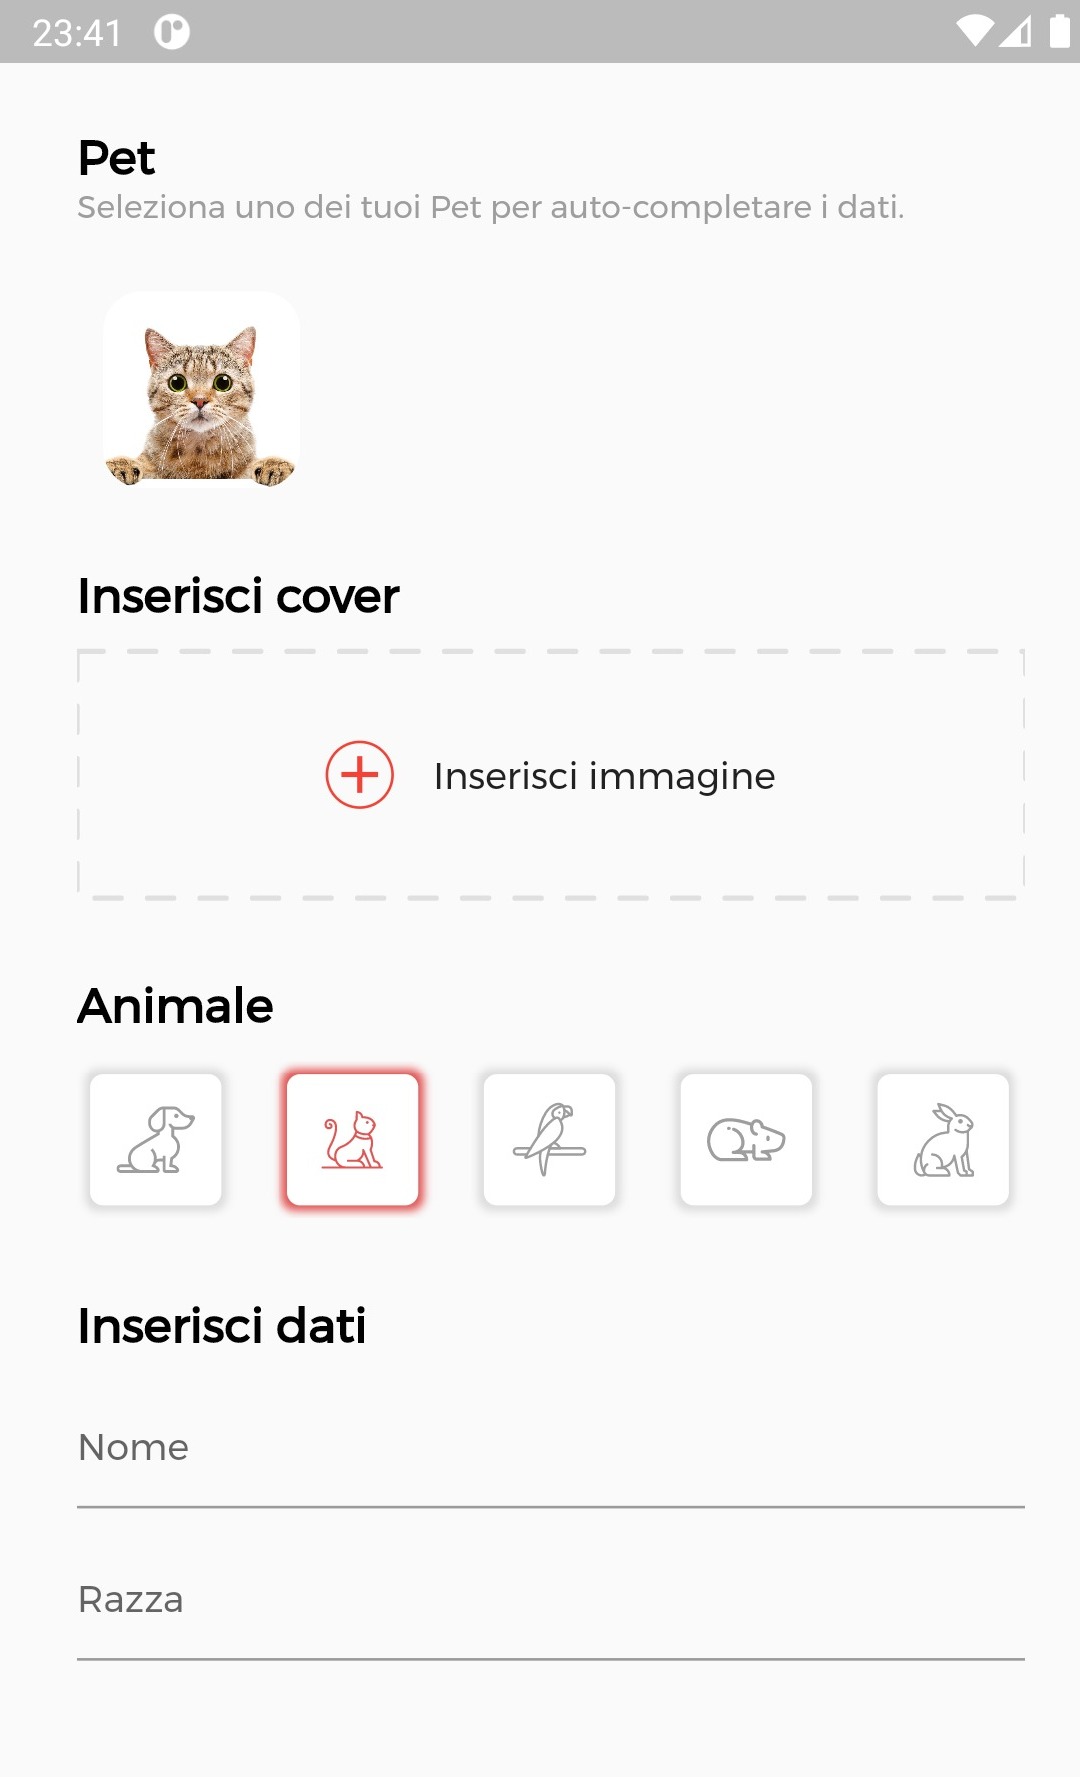 23:41
Pet
Seleziona uno dei tuoi Pet per auto-completare i dati.
Inserisci cover
Inserisci immagine
Animale
Inserisci dati
Nome
Razza